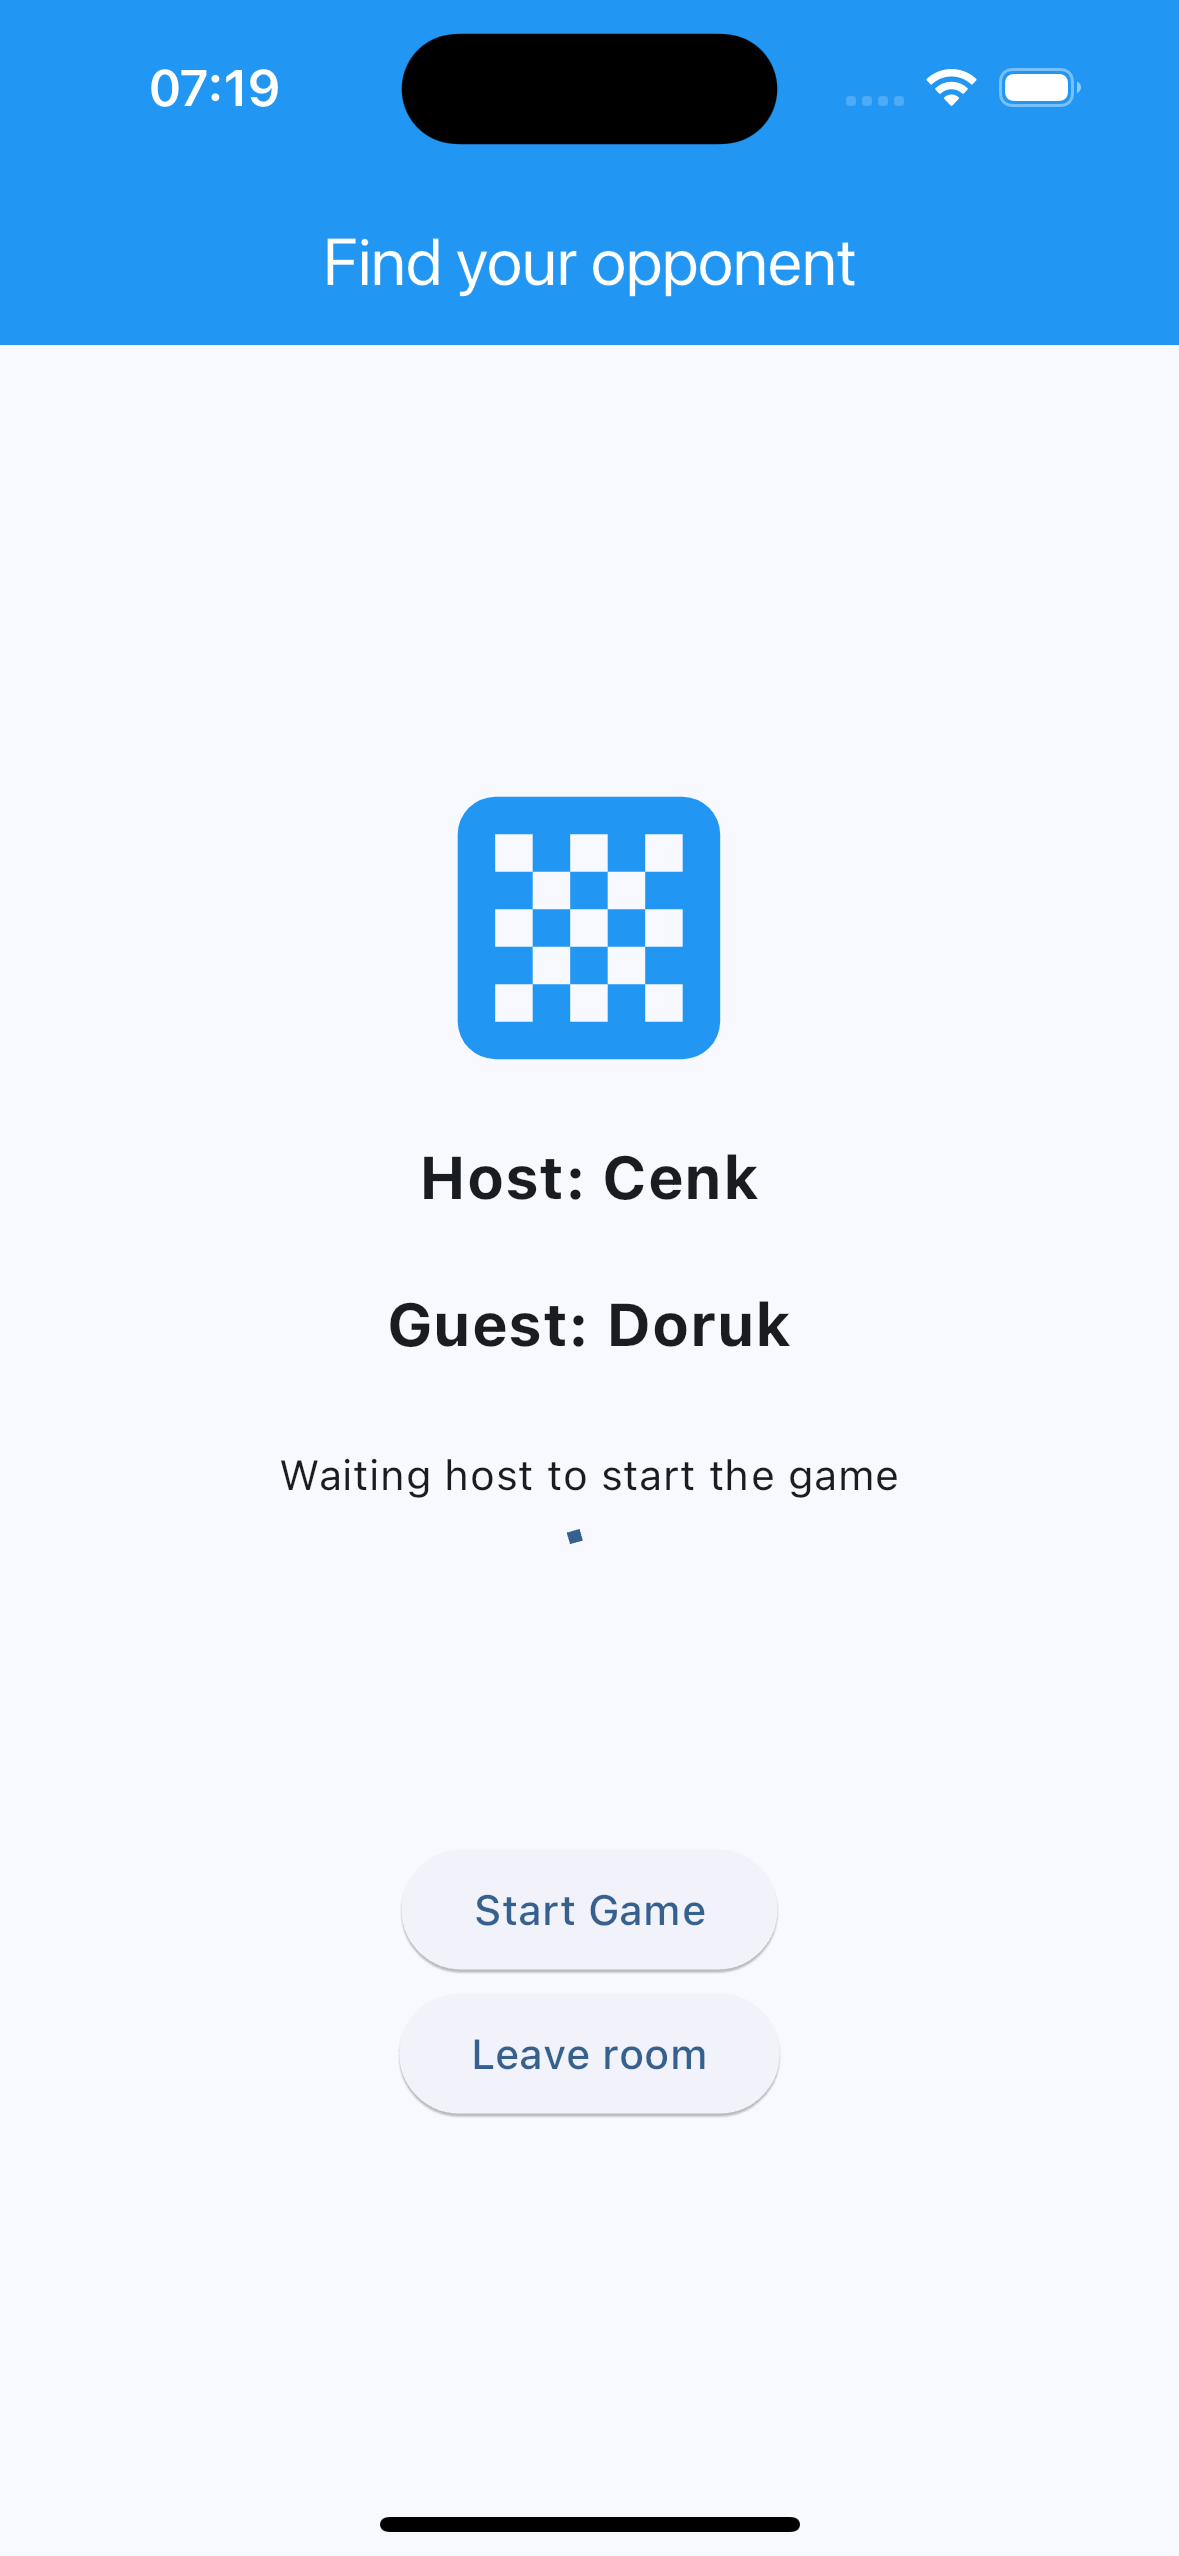 07:19
Find your opponent
Host: Cenk
Guest: Doruk
Waiting host to start the game
Start Game
Leave room